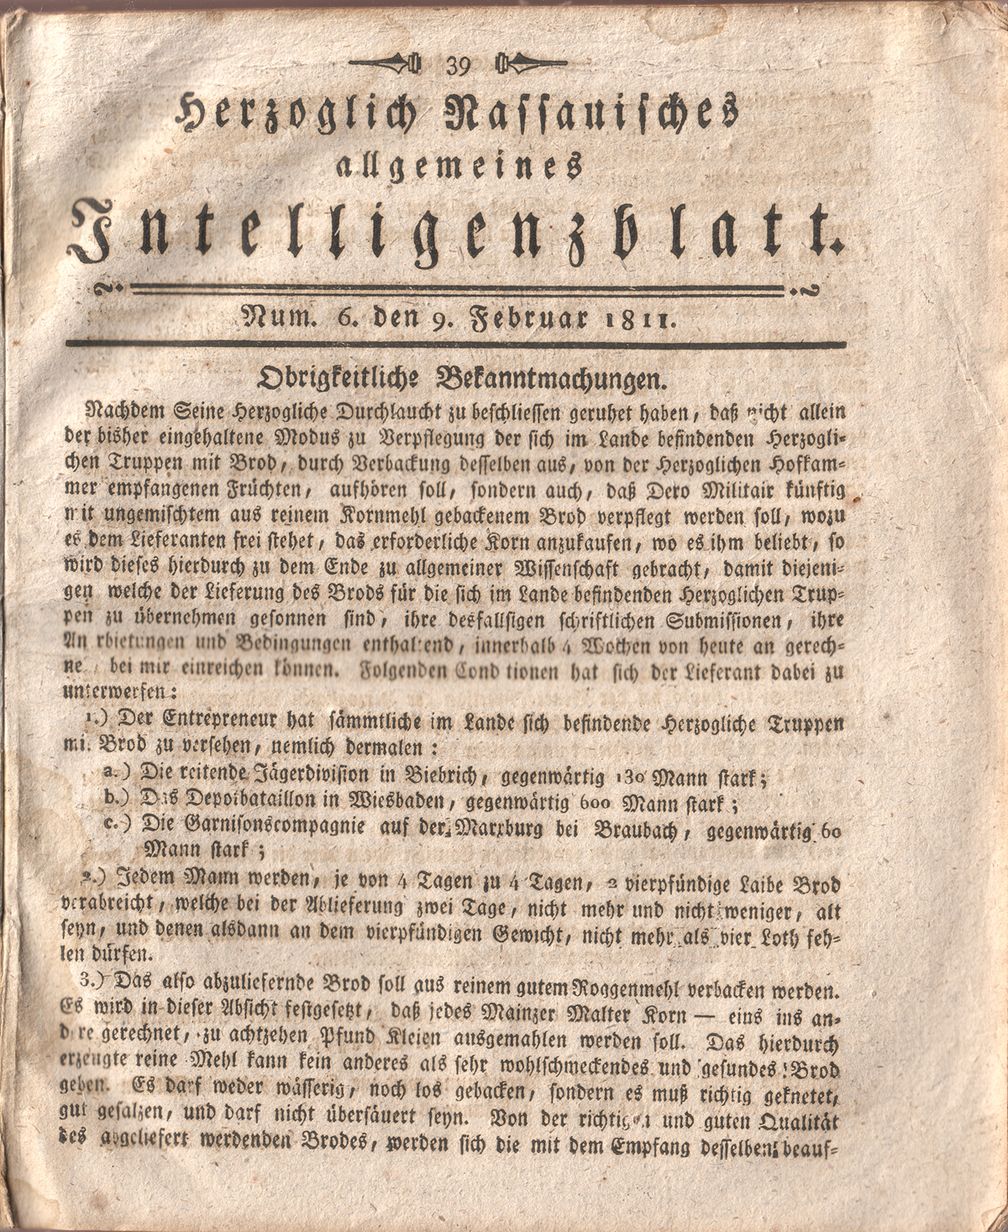 39
Herzoglich Nassauisches
allgemeines
Intelligenzblatt.
Num. 6. den 9. Februar 1811.
Obrigkeitliche Bekanntmachungen.
Nachdem Seine Herzogliche Durchlaucht zu beschliessen geruhet haben, daß nicht allein
der bisher eingehaltene Modus zu Verpflegung der sich im Lande befindenden Herzogli-
chen Truppen mit Brod, durch Verbackung desselben aus, von der Herzoglichen Hofkam-
mer empfangenen Früchten, aufhören soll, sondern auch, daß Dero Militair künftig
mit ungemischtem aus reinem Kornmehl gebackenem Brod verpflegt werden soll, wozu
es dem Lieferanten frei stehet, das erforderliche Korn anzukaufen, wo es ihm beliebt, so
wird dieses hierdurch zu dem Ende zu allgemeiner Wissenschaft gebracht, damit diejeni-
gen welche der Lieferung des Brods für die sich im Lande befindenden Herzoglichen Trup-
pen zu übernehmen gesonnen sind, ihre desfallsigen schriftlichen Submissionen, ihre
Anerbietungen und Bedingungen enthaltend, innerhalb 4 Wochen von heute an gerech-
net bei mir einreichen können. Folgenden Conditionen hat sich der Lieferant dabei zu
unterwerfen:
1.) Der Entrepreneur hat sämmtliche im Lande sich befindende Herzogliche Truppen
mit Brod zu versehen, nemlich dermalen:
a.) Die reitende Jägerdivision in Biebrich, gegenwärtig 130 Mann stark;
b.) Das Depotbataillon in Wiesbaden, gegenwärtig 600 Mann stark;
c.) Die Garnisonscompagnie auf der Marxburg bei Braubach, gegenwärtig 60
Mann stark;
2.) Jedem Mann werden, je von 4 Tagen zu 4 Tagen, 2 vierpfündige Laibe Brod
verabreicht, welche bei der Ablieferung zwei Tage, nicht mehr und nicht weniger, alt
seyn, und denen alsdann an dem vierpfündigen Gewicht, nicht mehr als vier Loth feh-
len dürfen.
3.) Das also abzuliefernde Brod soll aus reinem gutem Roggenmehl verbacken werden.
Es wird in dieser Absicht festgesetzt, daß jedes Mainzer Malter Korn — eins ins an-
dere gerechnet, zu achtzehen Pfund Kleien ausgemahlen werden soll. Das hierdurch
erzeugte reine Mehl kann kein anderes als sehr wohlschmeckendes und gesundes Brod
geben. Es darf weder wässerig, noch los gebacken, sondern es muß richtig geknetet,
gut gesalzen, und darf nicht übersäuert seyn. Von der richtigen und guten Qualität
des abgeliefert werdenden Brodes, werden sich die mit dem Empfang desselben beauf-